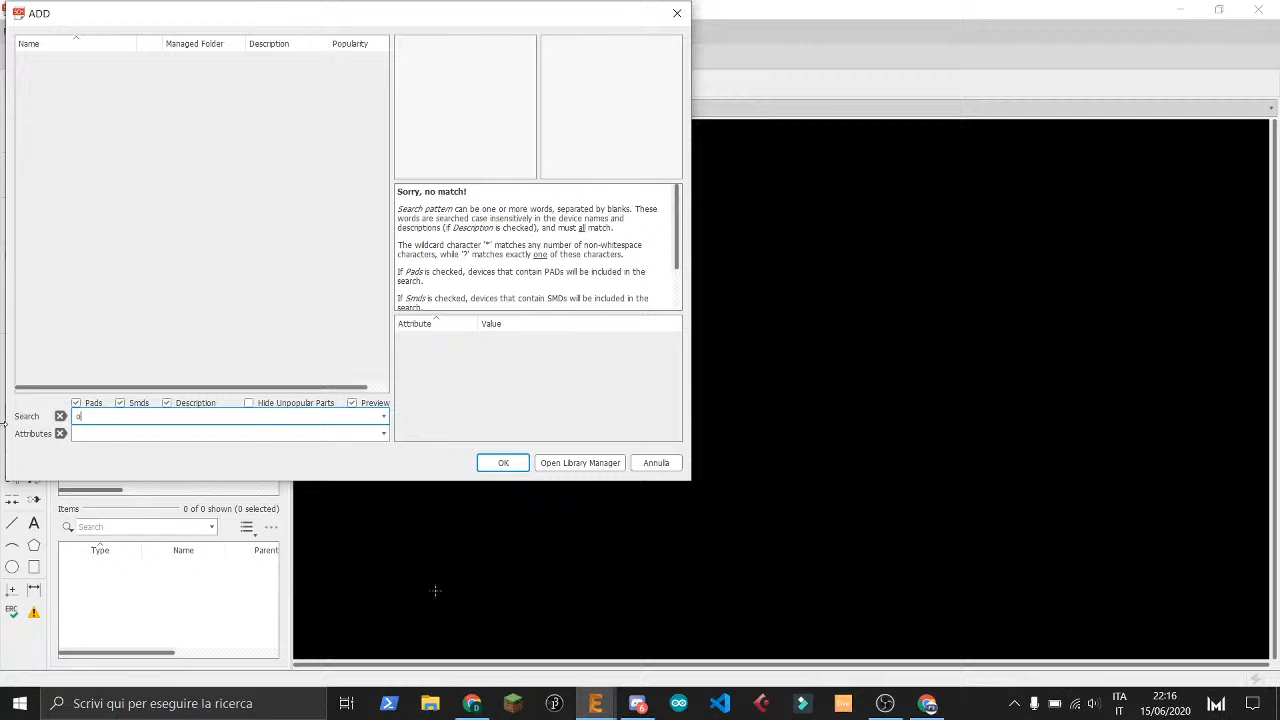 ADD
Name Managed Folder Description Popularity
Sorry, no match!
Search pattern can be one or more words, separated by blanks. These
words are searched case insensitively in the device names and
descriptions (if Description is checked), and must all match.
The wildcard character '*' matches any number of non-whitespace
characters, while '?' matches exactly one of these characters.
If Pads is checked, devices that contain PADs will be included in the
search.
If Smds is checked, devices that contain SMDs will be included in the
search.
Attribute Value
Pads Smds Description Hide Unpopular Parts Preview
Search o
Attributes
OK Open Library Manager Annulla
Items 0 of 0 shown (0 selected)
Search
Type Name Parent
ERC
Scrivi qui per eseguire la ricerca
ITA 22:16
IT 15/06/2020